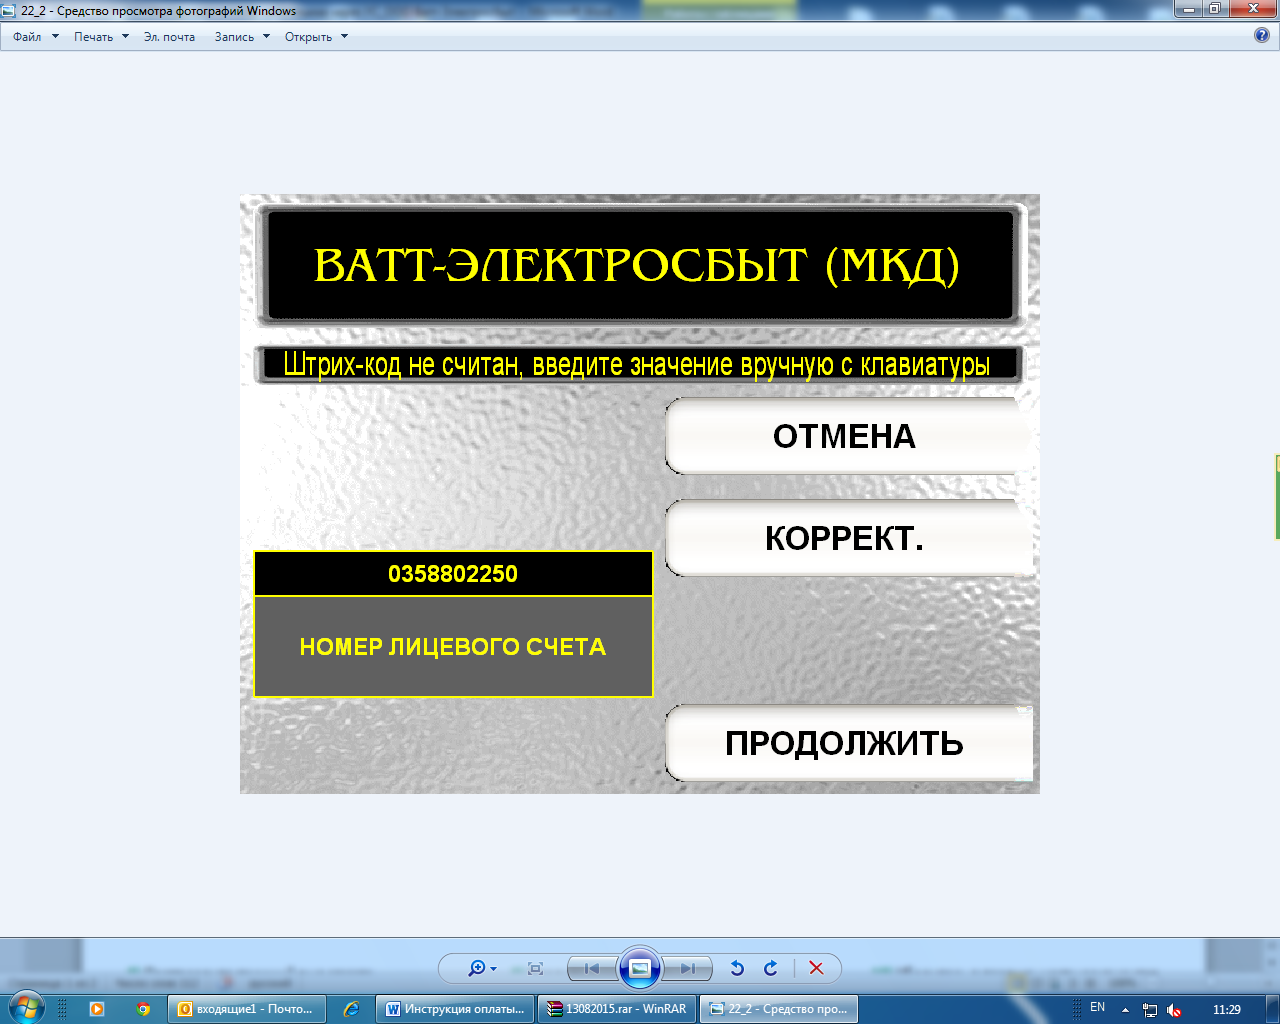 22_2 - Средство просмотра фотографий Windows
Файл Печать Эл. почта Запись Открыть
ВАТТ-ЭЛЕКТРОСБЫТ (МКД)
Штрих-код не считан, введите значение вручную с клавиатуры
ОТМЕНА
КОРРЕКТ.
0358802250
НОМЕР ЛИЦЕВОГО СЧЕТА
ПРОДОЛЖИТЬ
входящие1 - Почто... Инструкция оплаты... 13082015.rar - WinRAR 22_2 - Средство про... EN 11:29